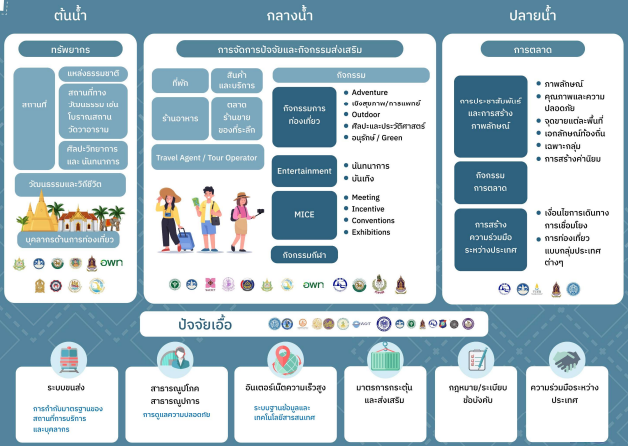 ต้นน้ำ
กลางน้ำ
ปลายน้ำ
ทรัพยากร
สถานที่
แหล่งธรรมชาติ
สถานที่ทาง
วัฒนธรรม เช่น
โบราณสถาน
วัดวาอาราม
ศิลปะวิทยาการ
และ นันทนาการ
วัฒนธรรมและวิถีชีวิต
บุคลากรด้านการท่องเที่ยว
อพท
การจัดการปัจจัยและกิจกรรมส่งเสริม
ที่พัก
สินค้า
และบริการ
ร้านอาหาร
ตลาด
ร้านขาย
ของที่ระลึก
Travel Agent / Tour Operator
กิจกรรม
กิจกรรมการ
ท่องเที่ยว
• Adventure
• เชิงสุขภาพ/การแพทย์
• Outdoor
• ศิลปะและประวัติศาสตร์
• อนุรักษ์ / Green
Entertainment
• นันทนาการ
• บันเทิง
MICE
• Meeting
• Incentive
• Conventions
• Exhibitions
กิจกรรมกีฬา
อพท
การตลาด
การประชาสัมพันธ์
และการสร้าง
ภาพลักษณ์
• ภาพลักษณ์
• คุณภาพและความ
ปลอดภัย
• จุดขายแต่ละพื้นที่
• เอกลักษณ์ท้องถิ่น
• เฉพาะกลุ่ม
• การสร้างค่านิยม
กิจกรรม
การตลาด
การสร้าง
ความร่วมมือ
ระหว่างประเทศ
• เงื่อนไขการเดินทาง
การเชื่อมโยง
• การท่องเที่ยว
แบบกลุ่มประเทศ
ต่างๆ
ปัจจัยเอื้อ
ระบบขนส่ง
การกำกับมาตรฐานของ
สถานที่การบริการ
และบุคลากร
สาธารณูปโภค
สาธารณูปการ
การดูแลความปลอดภัย
อินเตอร์เน็ตความเร็วสูง
ระบบฐานข้อมูลและ
เทคโนโลยีสารสนเทศ
มาตรการกระตุ้น
และส่งเสริม
กฎหมาย/ระเบียบ
ข้อบังคับ
ความร่วมมือระหว่าง
ประเทศ